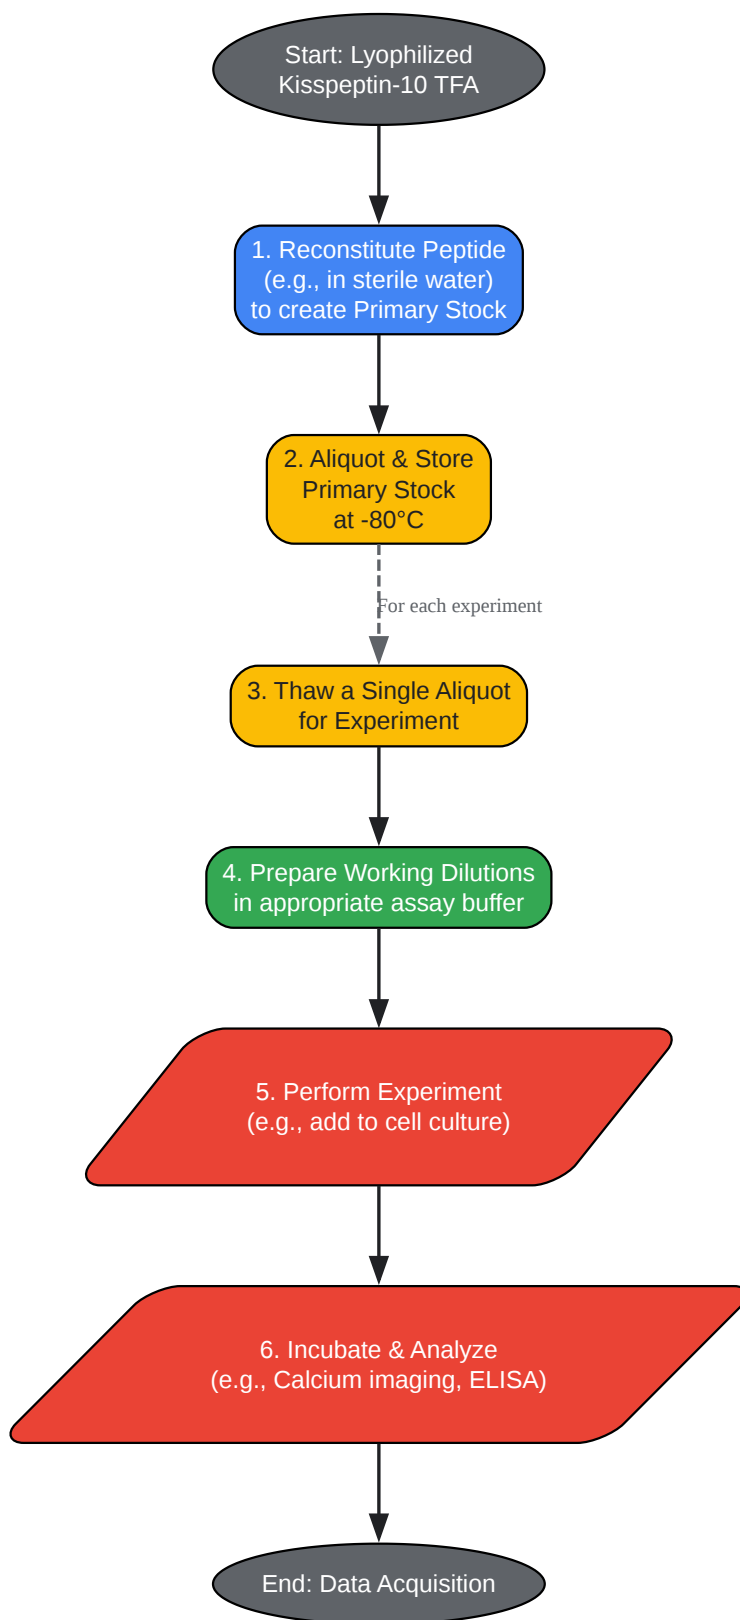 Start: Lyophilized
Kisspeptin-10 TFA
1. Reconstitute Peptide
(e.g., in sterile water)
to create Primary Stock
2. Aliquot & Store
Primary Stock
at -80°C
For each experiment
3. Thaw a Single Aliquot
for Experiment
4. Prepare Working Dilutions
in appropriate assay buffer
5. Perform Experiment
(e.g., add to cell culture)
6. Incubate & Analyze
(e.g., Calcium imaging, ELISA)
End: Data Acquisition